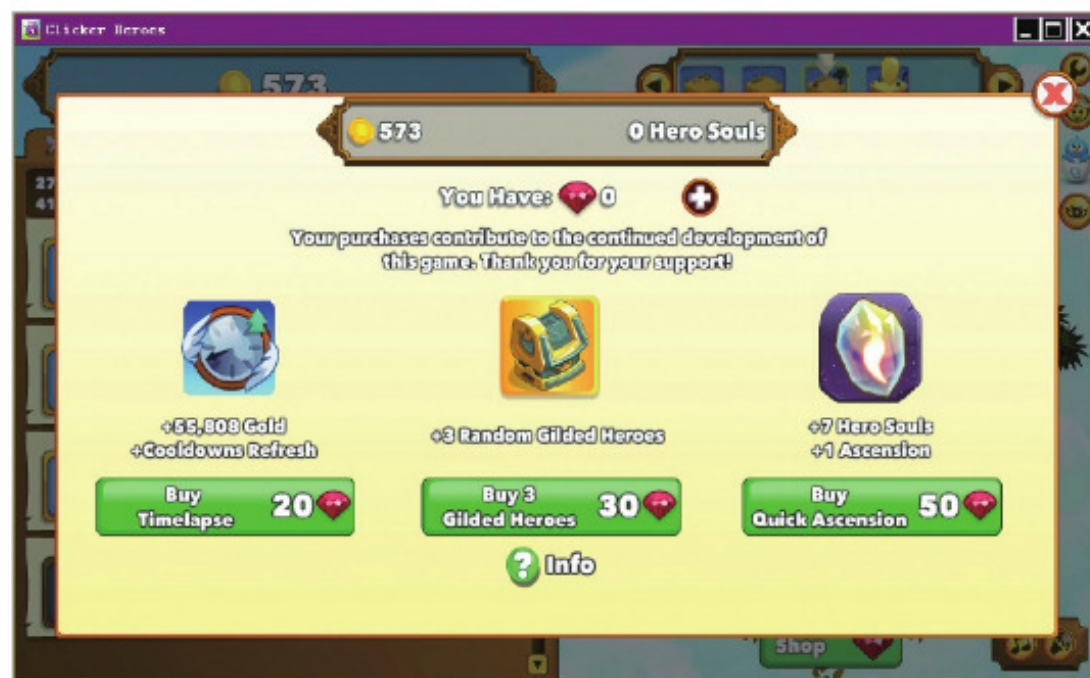 Clicker Heroes
573
573 0 Hero Souls
You Have: 0
Your purchases contribute to the continued development of
this game. Thank you for your support!
+55,808 Gold
+Cooldowns Refresh
+3 Random Gilded Heroes
+7 Hero Souls
+1 Ascension
Buy
Timelapse 20
Buy 3
Gilded Heroes 30
Buy
Quick Ascension 50
? Info
Shop